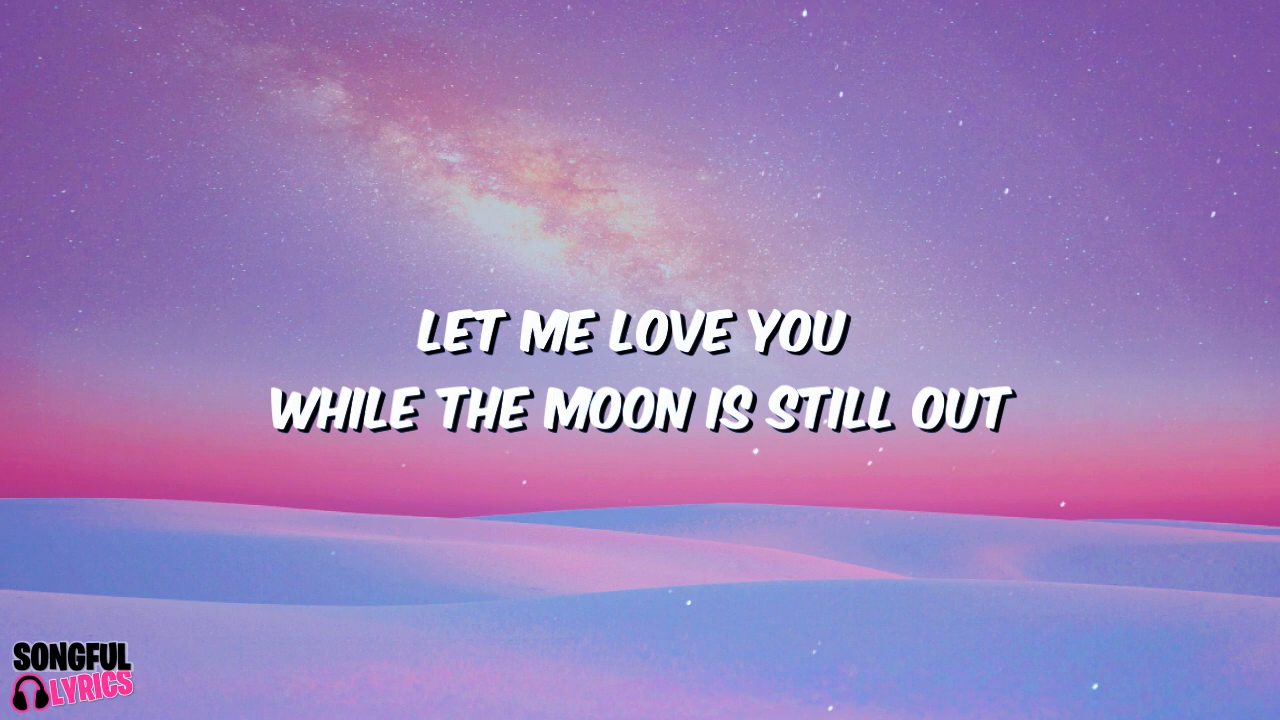 LET ME LOVE YOU
WHILE THE MOON IS STILL OUT
SONGFUL
LYRICS